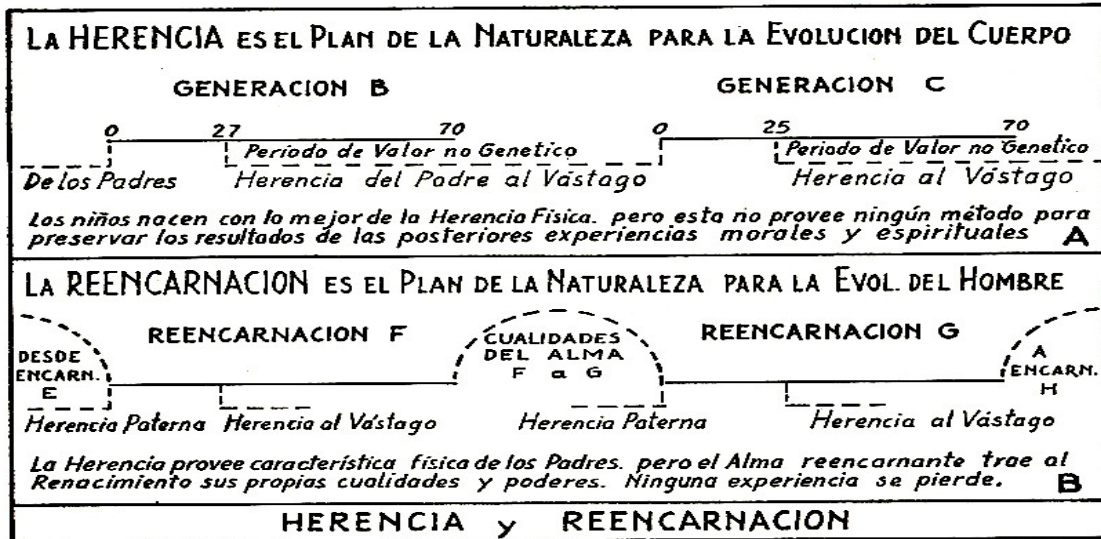 LA HERENCIA ES EL PLAN DE LA NATURALEZA PARA LA EVOLUCION DEL CUERPO
GENERACION B GENERACION C
0 27 70 0 25 70
Período de Valor no Genetico Periodo de Valor no Genetico
De los Padres Herencia del Padre al Vástago Herencia al Vástago
Los niños nacen con lo mejor de la Herencia Física. pero esta no provee ningún método para
preservar los resultados de las posteriores experiencias morales y espirituales A
LA REENCARNACION ES EL PLAN DE LA NATURALEZA PARA LA EVOL. DEL HOMBRE
REENCARNACION F REENCARNACION G
DESDE
ENCARN.
E
CUALIDADES
DEL ALMA
F a G
A
ENCARN.
H
Herencia Paterna Herencia al Vástago Herencia Paterna Herencia al Vástago
La Herencia provee característica física de los Padres. pero el Alma reencarnante trae al
Renacimiento sus propias cualidades y poderes. Ninguna experiencia se pierde. B
HERENCIA y REENCARNACION